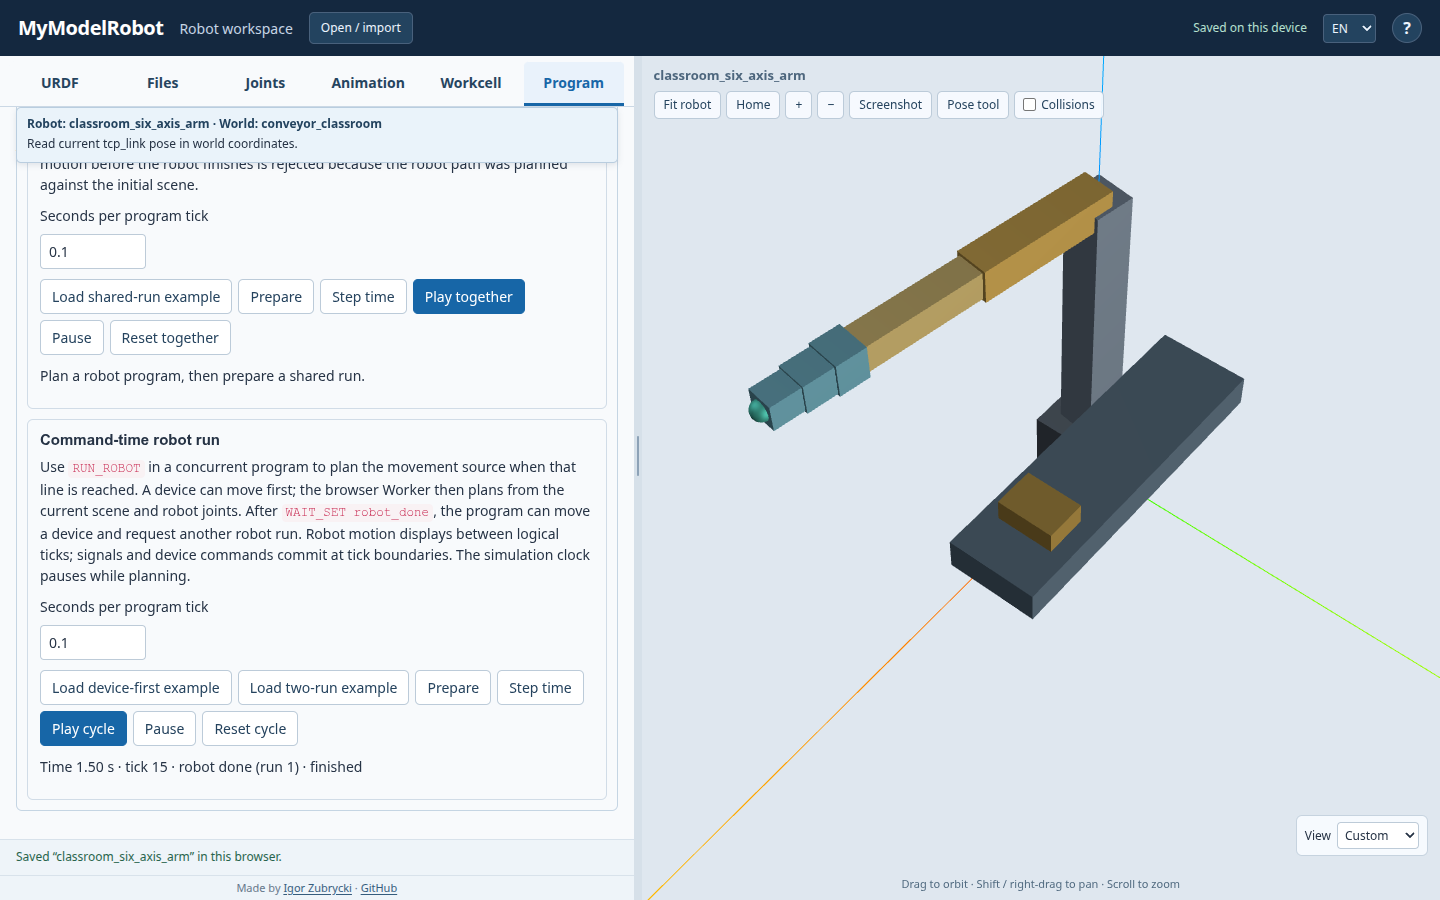 MyModelRobot Robot workspace Open / import Saved on this device EN ?
URDF Files Joints Animation Workcell Program
Robot: classroom_six_axis_arm · World: conveyor_classroom
Read current tcp_link pose in world coordinates.
motion before the robot finishes is rejected because the robot path was planned
against the initial scene.
Seconds per program tick
0.1
Load shared-run example Prepare Step time Play together
Pause Reset together
Plan a robot program, then prepare a shared run.
Command-time robot run
Use RUN_ROBOT in a concurrent program to plan the movement source when that
line is reached. A device can move first; the browser Worker then plans from the
current scene and robot joints. After WAIT_SET robot_done , the program can move
a device and request another robot run. Robot motion displays between logical
ticks; signals and device commands commit at tick boundaries. The simulation clock
pauses while planning.
Seconds per program tick
0.1
Load device-first example Load two-run example Prepare Step time
Play cycle Pause Reset cycle
Time 1.50 s · tick 15 · robot done (run 1) · finished
Saved “classroom_six_axis_arm” in this browser.
Made by Igor Zubrycki · GitHub
classroom_six_axis_arm
Fit robot Home + − Screenshot Pose tool Collisions
View Custom
Drag to orbit · Shift / right-drag to pan · Scroll to zoom